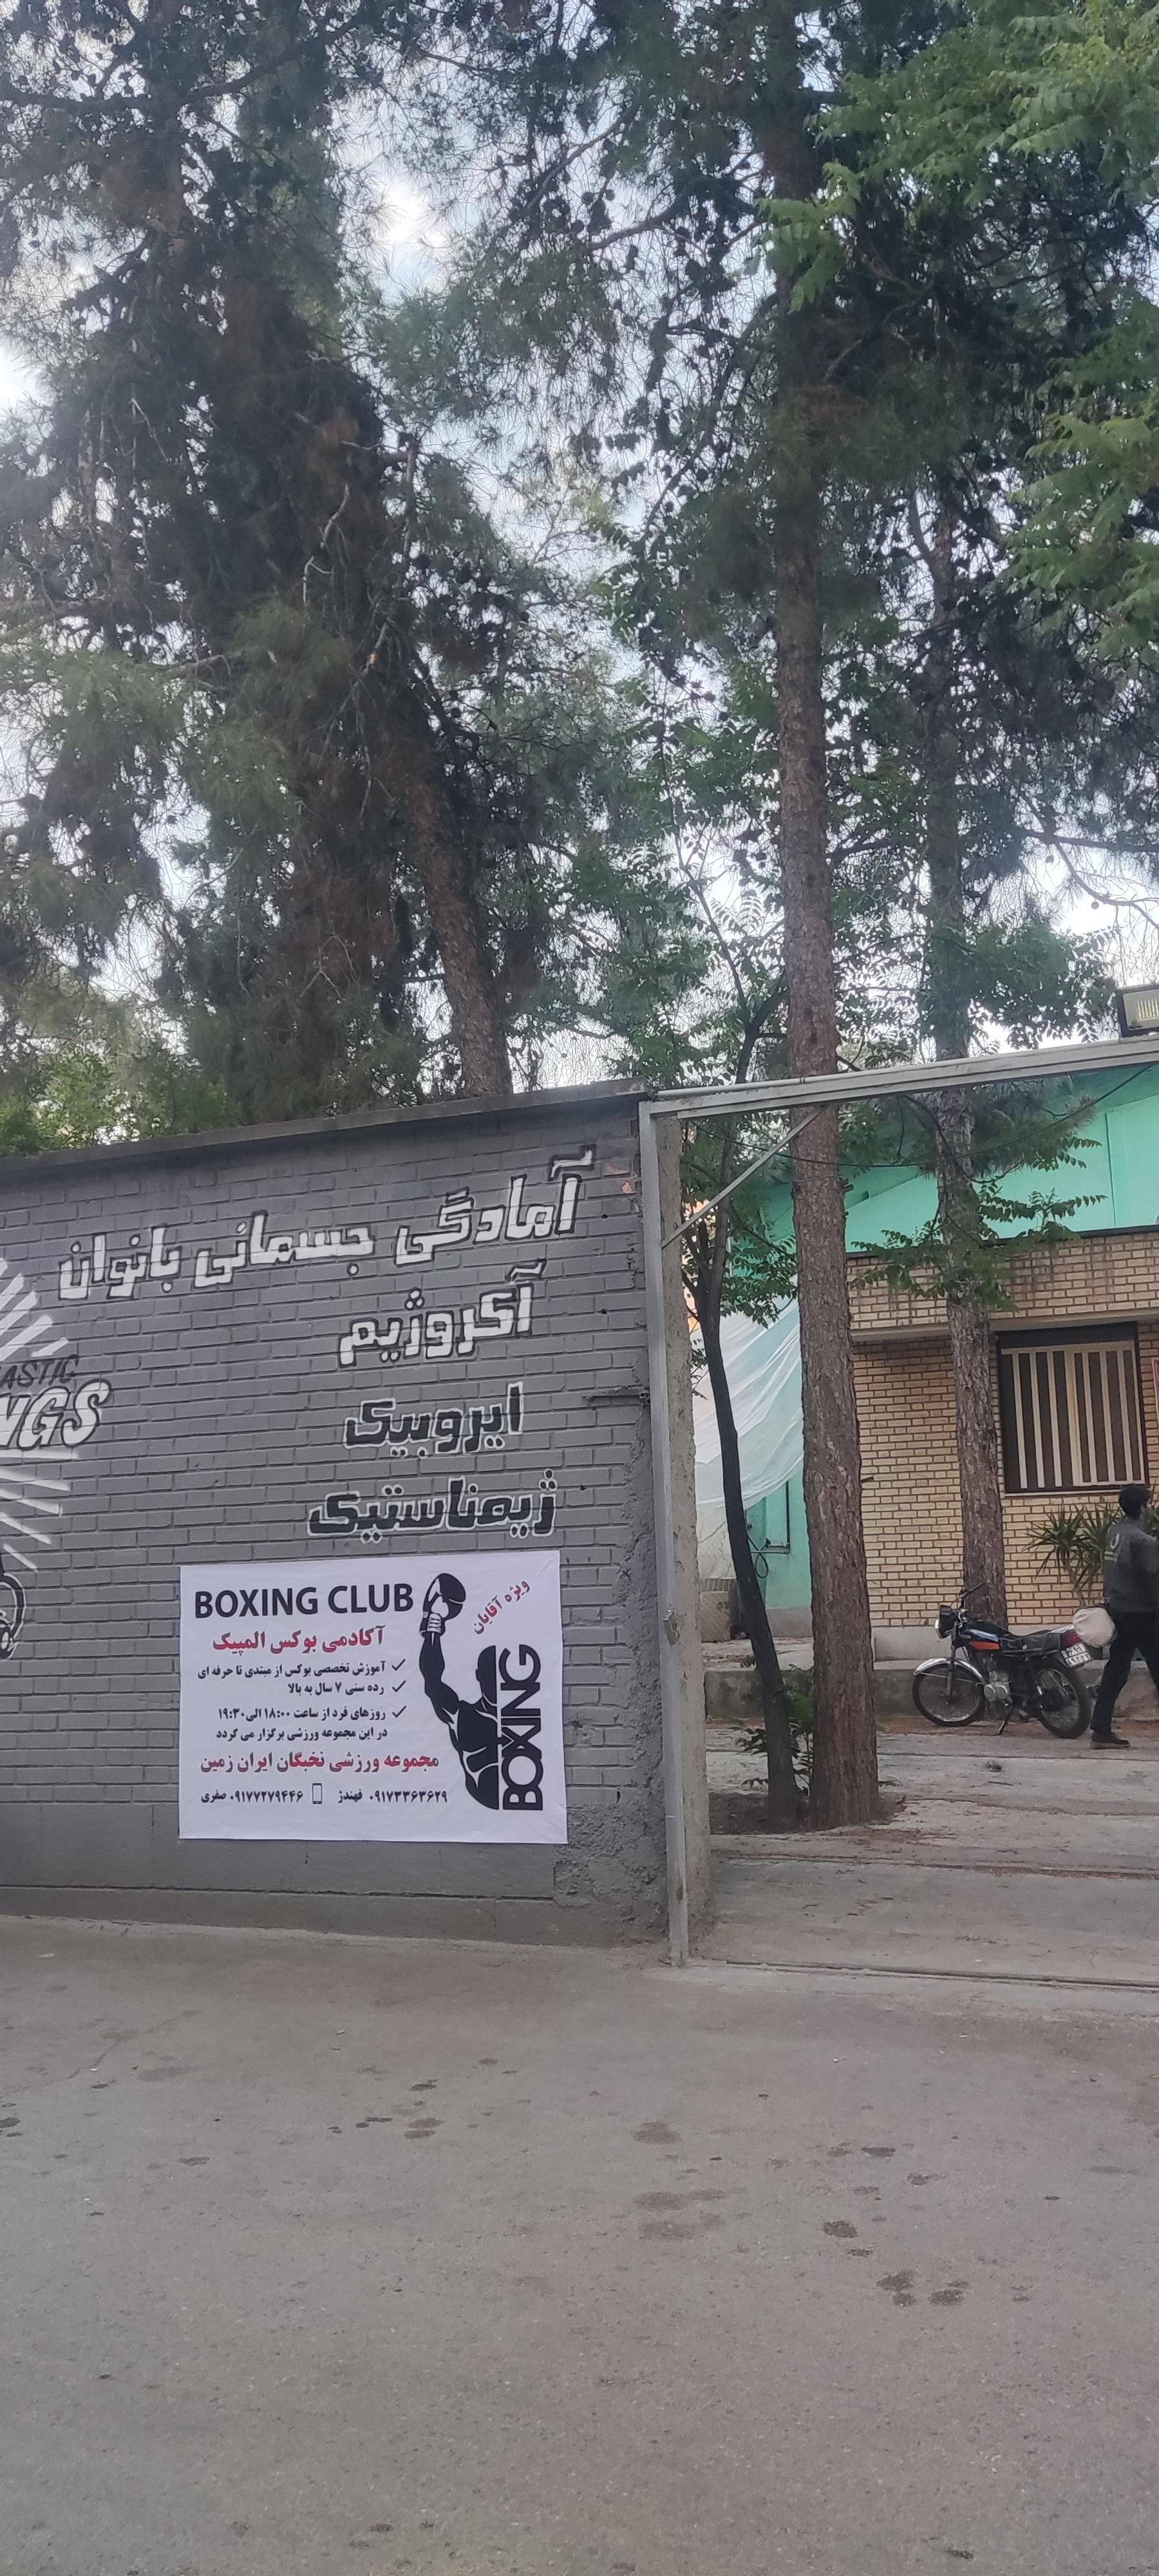 آمادگی جسمانی بانوان
آکروژیم
ایروبیک
ژیمناستیک
ASTIC
NGS
BOXING CLUB
ویژه آقایان
آکادمی بوکس المپیک
آموزش تخصصی بوکس از مبتدی تا حرفه ای
رده سنی ۷ سال به بالا
روزهای فرد از ساعت ۱۸:۰۰ الی ۱۹:۳۰
در این مجموعه ورزشی برگزار می گردد
مجموعه ورزشی نخبگان ایران زمین
۰۹۱۷۳۳۶۳۶۲۹ فهندژ ۰۹۱۷۷۲۷۹۴۴۶ صفری
BOXING